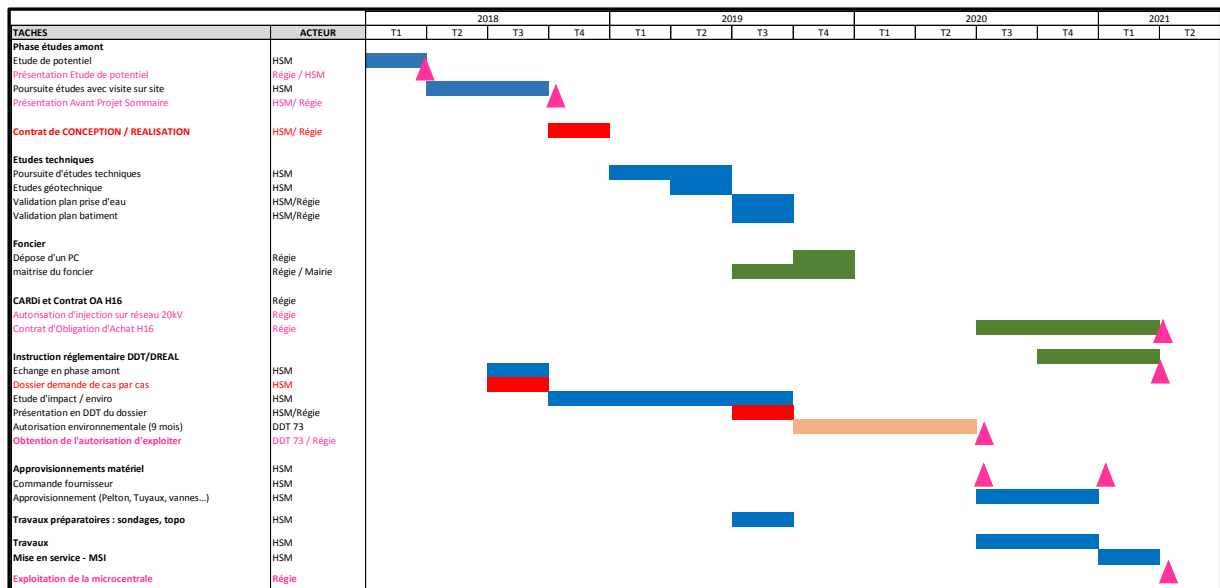 2018 2019 2020 2021
TACHES ACTEUR T1 T2 T3 T4 T1 T2 T3 T4 T1 T2 T3 T4 T1 T2
Phase études amont
Etude de potentiel HSM
Présentation Etude de potentiel Régie / HSM
Poursuite études avec visite sur site HSM
Présentation Avant Projet Sommaire HSM/ Régie
Contrat de CONCEPTION / REALISATION HSM/ Régie
Etudes techniques
Poursuite d'études techniques HSM
Etudes géotechnique HSM
Validation plan prise d'eau HSM/Régie
Validation plan batiment HSM/Régie
Foncier
Dépose d'un PC Régie
maitrise du foncier Régie / Mairie
CARDi et Contrat OA H16 Régie
Autorisation d'injection sur réseau 20kV Régie
Contrat d'Obligation d'Achat H16 Régie
Instruction réglementaire DDT/DREAL
Echange en phase amont HSM
Dossier demande de cas par cas HSM
Etude d'impact / enviro HSM
Présentation en DDT du dossier HSM/Régie
Autorisation environnementale (9 mois) DDT 73
Obtention de l'autorisation d'exploiter DDT 73 / Régie
Approvisionnements matériel HSM
Commande fournisseur HSM
Approvisionnement (Pelton, Tuyaux, vannes...) HSM
Travaux préparatoires : sondages, topo HSM
Travaux HSM
Mise en service - MSI HSM
Exploitation de la microcentrale Régie